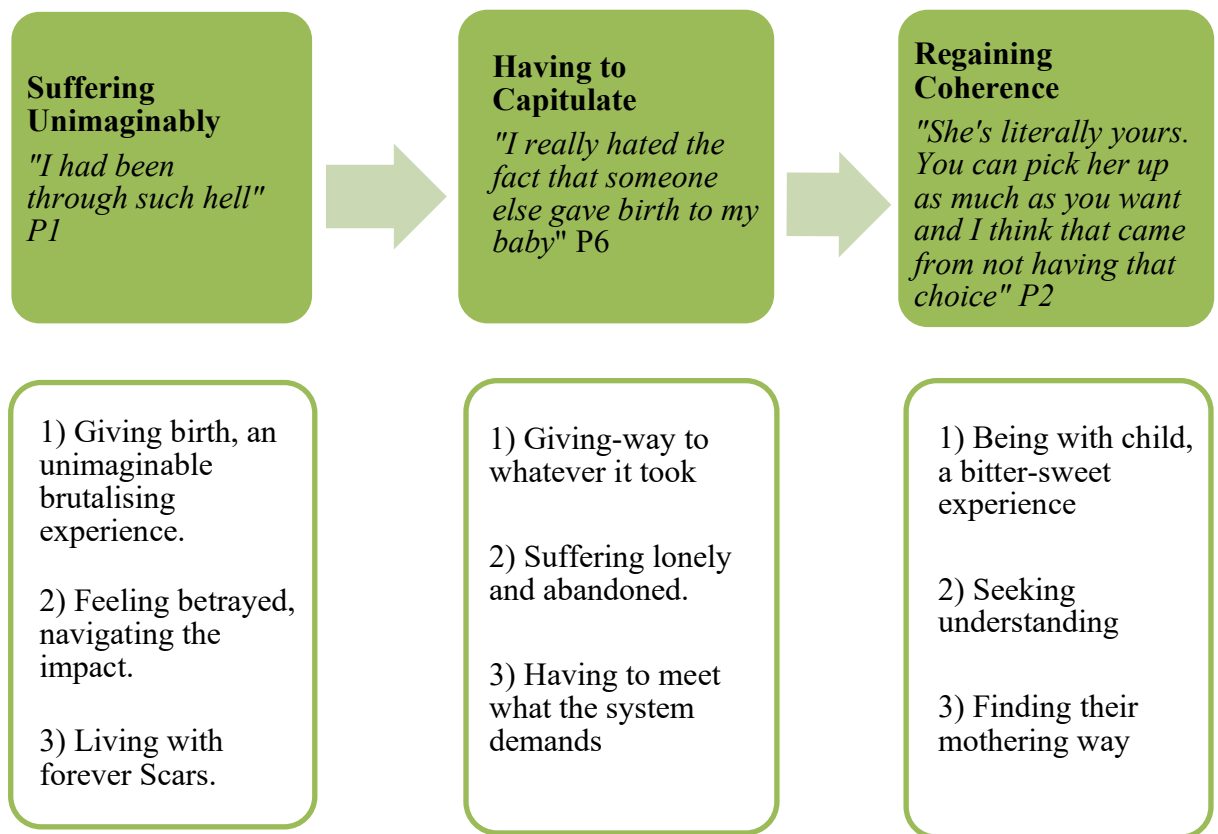 Suffering
Unimaginably
"I had been
through such hell"
P1
Having to
Capitulate
"I really hated the
fact that someone
else gave birth to my
baby" P6
Regaining
Coherence
"She's literally yours.
You can pick her up
as much as you want
and I think that came
from not having that
choice" P2
1) Giving birth, an
unimaginable
brutalising
experience.
2) Feeling betrayed,
navigating the
impact.
3) Living with
forever Scars.
1) Giving-way to
whatever it took
2) Suffering lonely
and abandoned.
3) Having to meet
what the system
demands
1) Being with child,
a bitter-sweet
experience
2) Seeking
understanding
3) Finding their
mothering way